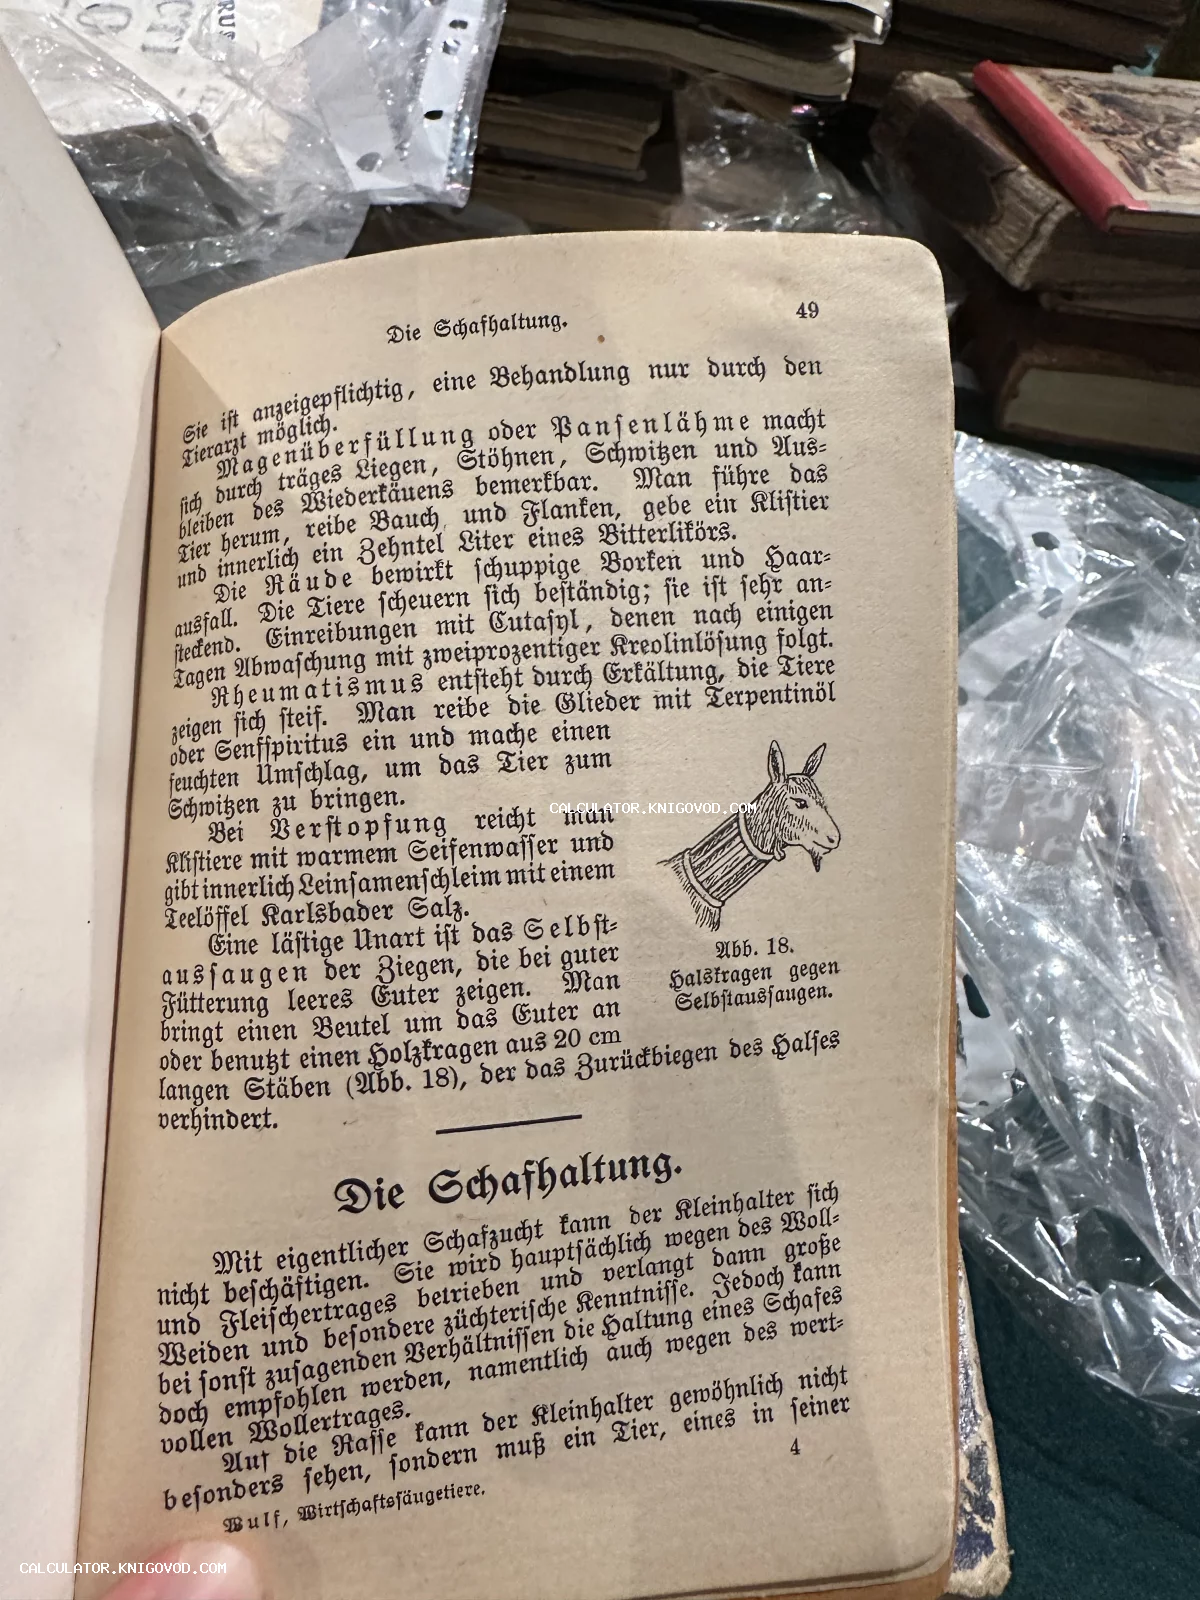 Die Schafhaltung. 49
Sie ist anzeigepflichtig, eine Behandlung nur durch den
Tierarzt möglich.
Magenüberfüllung oder Pansenlähme macht
sich durch träges Liegen, Stöhnen, Schwitzen und Aus-
bleiben des Wiederkäuens bemerkbar. Man führe das
Tier herum, reibe Bauch und Flanken, gebe ein Klistier
und innerlich ein Zehntel Liter eines Bitterlikörs.
Die Räude bewirkt schuppige Borken und Haar-
ausfall. Die Tiere scheuern sich beständig; sie ist sehr an-
steckend. Einreibungen mit Cutasyl, denen nach einigen
Tagen Abwaschung mit zweiprozentiger Kreolinlösung folgt.
Rheumatismus entsteht durch Erkältung, die Tiere
zeigen sich steif. Man reibe die Glieder mit Terpentinöl
oder Senfspiritus ein und mache einen
feuchten Umschlag, um das Tier zum
Schwitzen zu bringen.
Bei Verstopfung reicht man
Klistiere mit warmem Seifenwasser und
gibt innerlich Leinsamenschleim mit einem
Teelöffel Karlsbader Salz.
Eine lästige Unart ist das Selbst-
aussaugen der Ziegen, die bei guter
Fütterung leeres Euter zeigen. Man
bringt einen Beutel um das Euter an
oder benutzt einen Holzkragen aus 20 cm
langen Stäben (Abb. 18), der das Zurückbiegen des Halses
verhindert.
Abb. 18.
Halskragen gegen
Selbstaussaugen.
Die Schafhaltung.
Mit eigentlicher Schafzucht kann der Kleinhalter sich
nicht beschäftigen. Sie wird hauptsächlich wegen des Woll-
und Fleischertrages betrieben und verlangt dann große
Weiden und besondere züchterische Kenntnisse. Jedoch kann
bei sonst zusagenden Verhältnissen die Haltung eines Schafes
doch empfohlen werden, namentlich auch wegen des wert-
vollen Wollertrages.
Auf die Rasse kann der Kleinhalter gewöhnlich nicht
besonders sehen, sondern muß ein Tier, eines in seiner
Wulf, Wirtschaftssäugetiere. 4
CALCULATOR.KNIGOVOD.COM
CALCULATOR.KNIGOVOD.COM